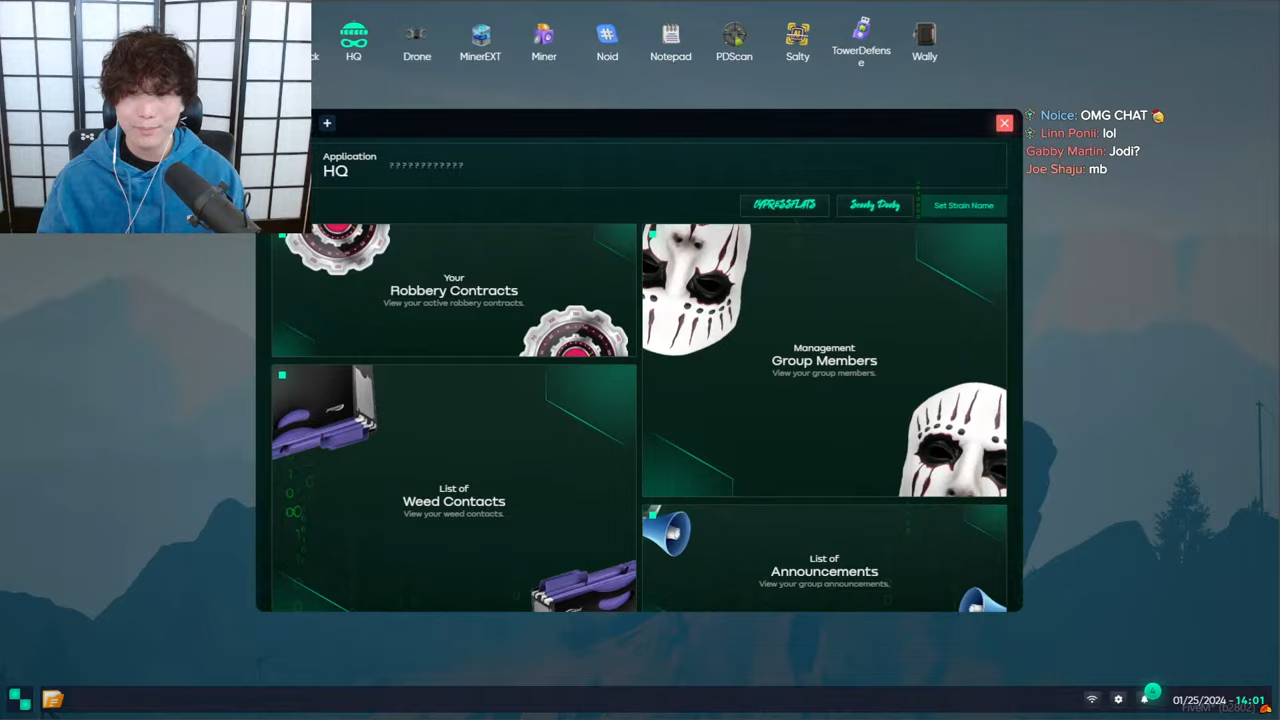 ck
HQ
Drone
MinerEXT
Miner
Noid
Notepad
PDScan
Salty
TowerDefens
e
Wally
Noice: OMG CHAT
Linn Ponii: lol
Gabby Martin: Jodi?
Joe Shaju: mb
Application
HQ
????????????
CYPRESSFLATS
Scooby Dooby
Set Strain Name
Your
Robbery Contracts
View your active robbery contracts.
Management
Group Members
View your group members.
List of
Weed Contacts
View your weed contacts.
List of
Announcements
View your group announcements.
01/25/2024 - 14:01
FiveM® (b2802)